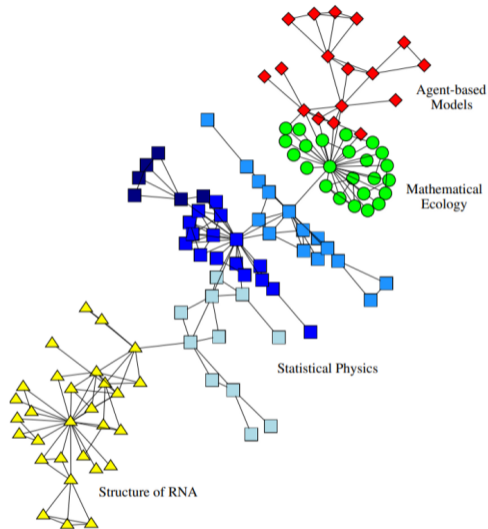 Agent-based
Models
Mathematical
Ecology
Statistical Physics
Structure of RNA